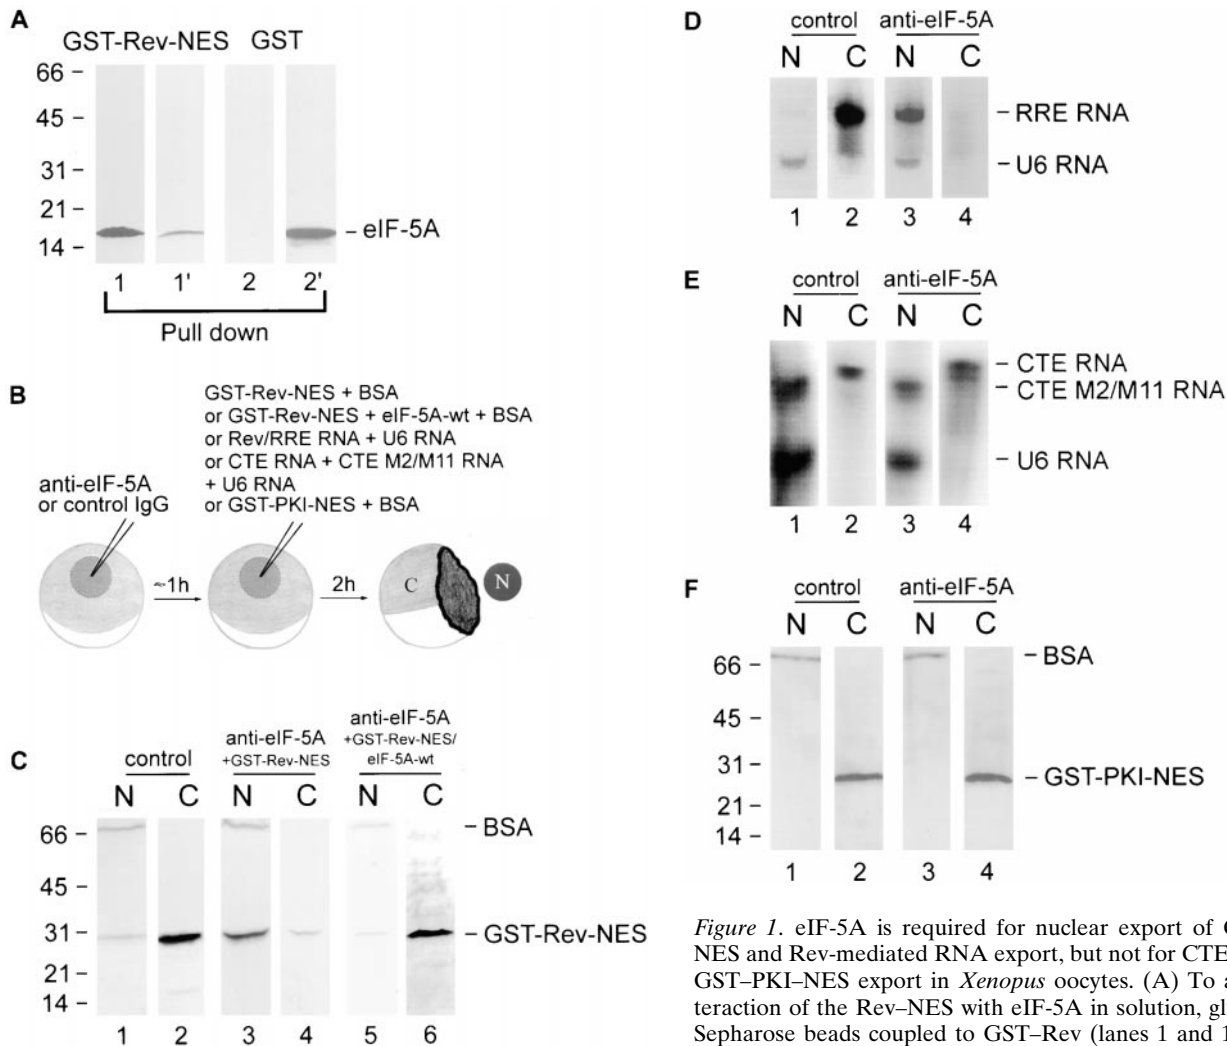 A
GST-Rev-NES GST
66
45
31
21
14
eIF-5A
1 1' 2 2'
Pull down
B
GST-Rev-NES + BSA
or GST-Rev-NES + eIF-5A-wt + BSA
or Rev/RRE RNA + U6 RNA
or CTE RNA + CTE M2/M11 RNA
+ U6 RNA
or GST-PKI-NES + BSA
anti-eIF-5A
or control IgG
~1h
2h
C
N
C
control
anti-eIF-5A
+GST-Rev-NES
anti-eIF-5A
+GST-Rev-NES/
eIF-5A-wt
N C N C N C
66
45
31
21
14
BSA
GST-Rev-NES
1 2 3 4 5 6
D
control anti-eIF-5A
N C N C
RRE RNA
U6 RNA
1 2 3 4
E
control anti-eIF-5A
N C N C
CTE RNA
CTE M2/M11 RNA
U6 RNA
1 2 3 4
F
control anti-eIF-5A
N C N C
66
45
31
21
14
BSA
GST-PKI-NES
1 2 3 4
Figure 1. eIF-5A is required for nuclear export of
NES and Rev-mediated RNA export, but not for CTE
GST–PKI–NES export in Xenopus oocytes. (A) To a
teraction of the Rev–NES with eIF-5A in solution, gl
Sepharose beads coupled to GST–Rev (lanes 1 and 1